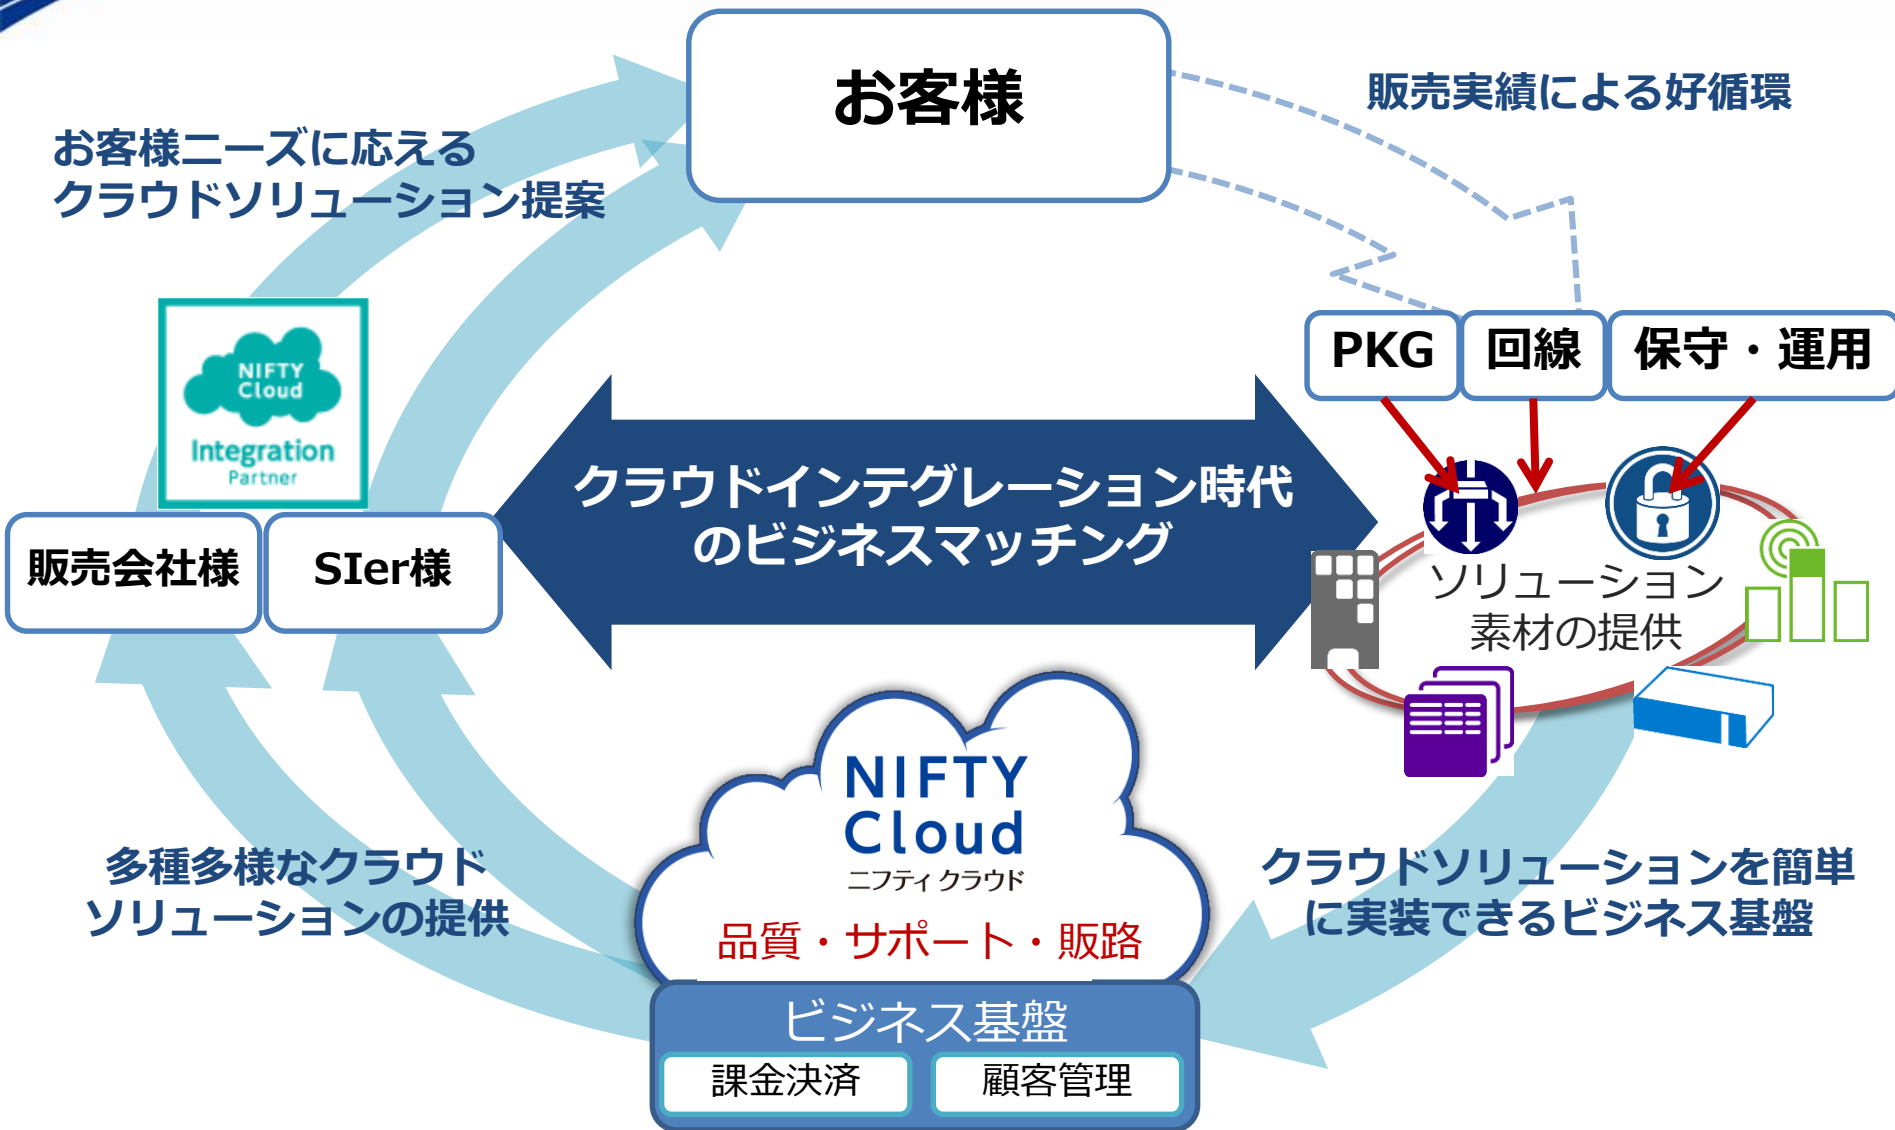 お客様
販売実績による好循環
お客様ニーズに応える
クラウドソリューション提案
NIFTY
Cloud
Integration
Partner
PKG
回線
保守・運用
クラウドインテグレーション時代
のビジネスマッチング
販売会社様
SIer様
ソリューション
素材の提供
NIFTY
Cloud
ニフティクラウド
品質・サポート・販路
多種多様なクラウド
ソリューションの提供
クラウドソリューションを簡単
に実装できるビジネス基盤
ビジネス基盤
課金決済
顧客管理